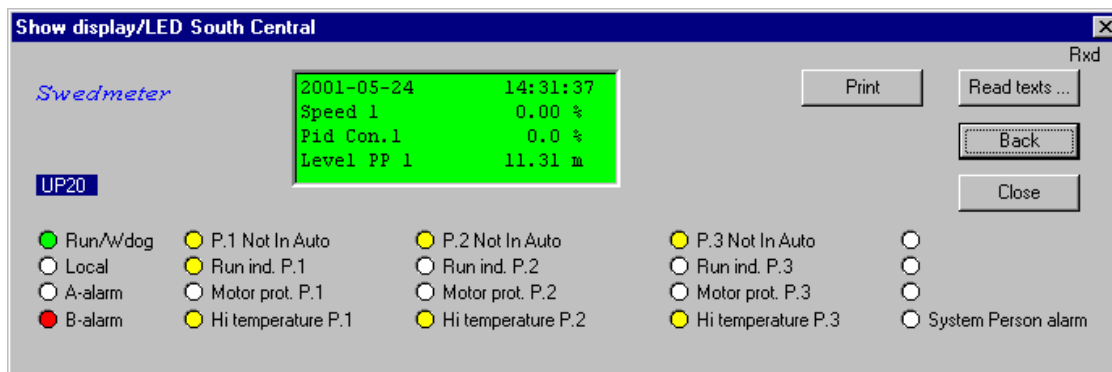 Show display/LED South Central
Rxd
Swedmeter
2001-05-24 14:31:37
Speed 1 0.00 %
Pid Con.1 0.0 %
Level PP 1 11.31 m
Print
Read texts ...
Back
Close
UP20
Run/Wdog P.1 Not In Auto P.2 Not In Auto P.3 Not In Auto
Local Run ind. P.1 Run ind. P.2 Run ind. P.3
A-alarm Motor prot. P.1 Motor prot. P.2 Motor prot. P.3
B-alarm Hi temperature P.1 Hi temperature P.2 Hi temperature P.3 System Person alarm